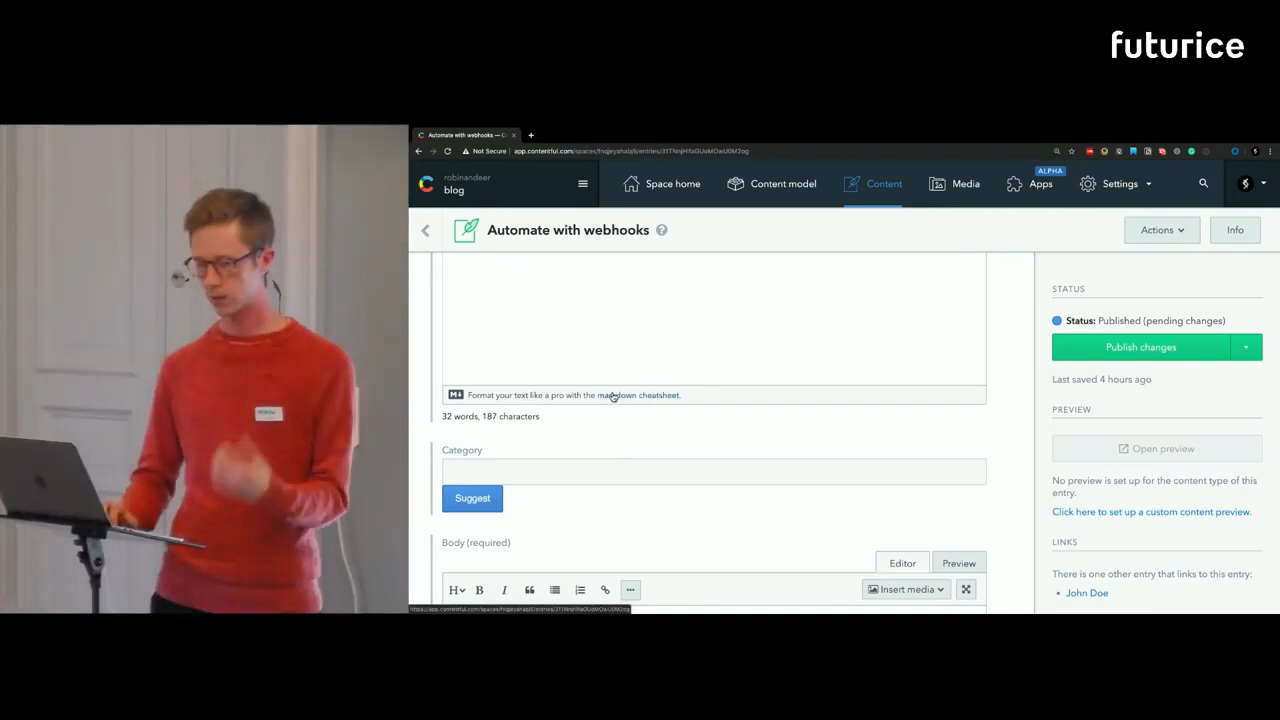 futurice
Automate with webhooks — C
Not Secure
app.contentful.com/spaces/
robinandeer
blog
Space home
Content model
Content
Media
ALPHA
Apps
Settings
Automate with webhooks
Actions
Info
Format your text like a pro with the markdown cheatsheet.
32 words, 187 characters
Category
Suggest
Body (required)
Editor
Preview
H
B
I
Insert media
STATUS
Status: Published (pending changes)
Publish changes
Last saved 4 hours ago
PREVIEW
Open preview
No preview is set up for the content type of this
entry.
Click here to set up a custom content preview.
LINKS
There is one other entry that links to this entry:
John Doe